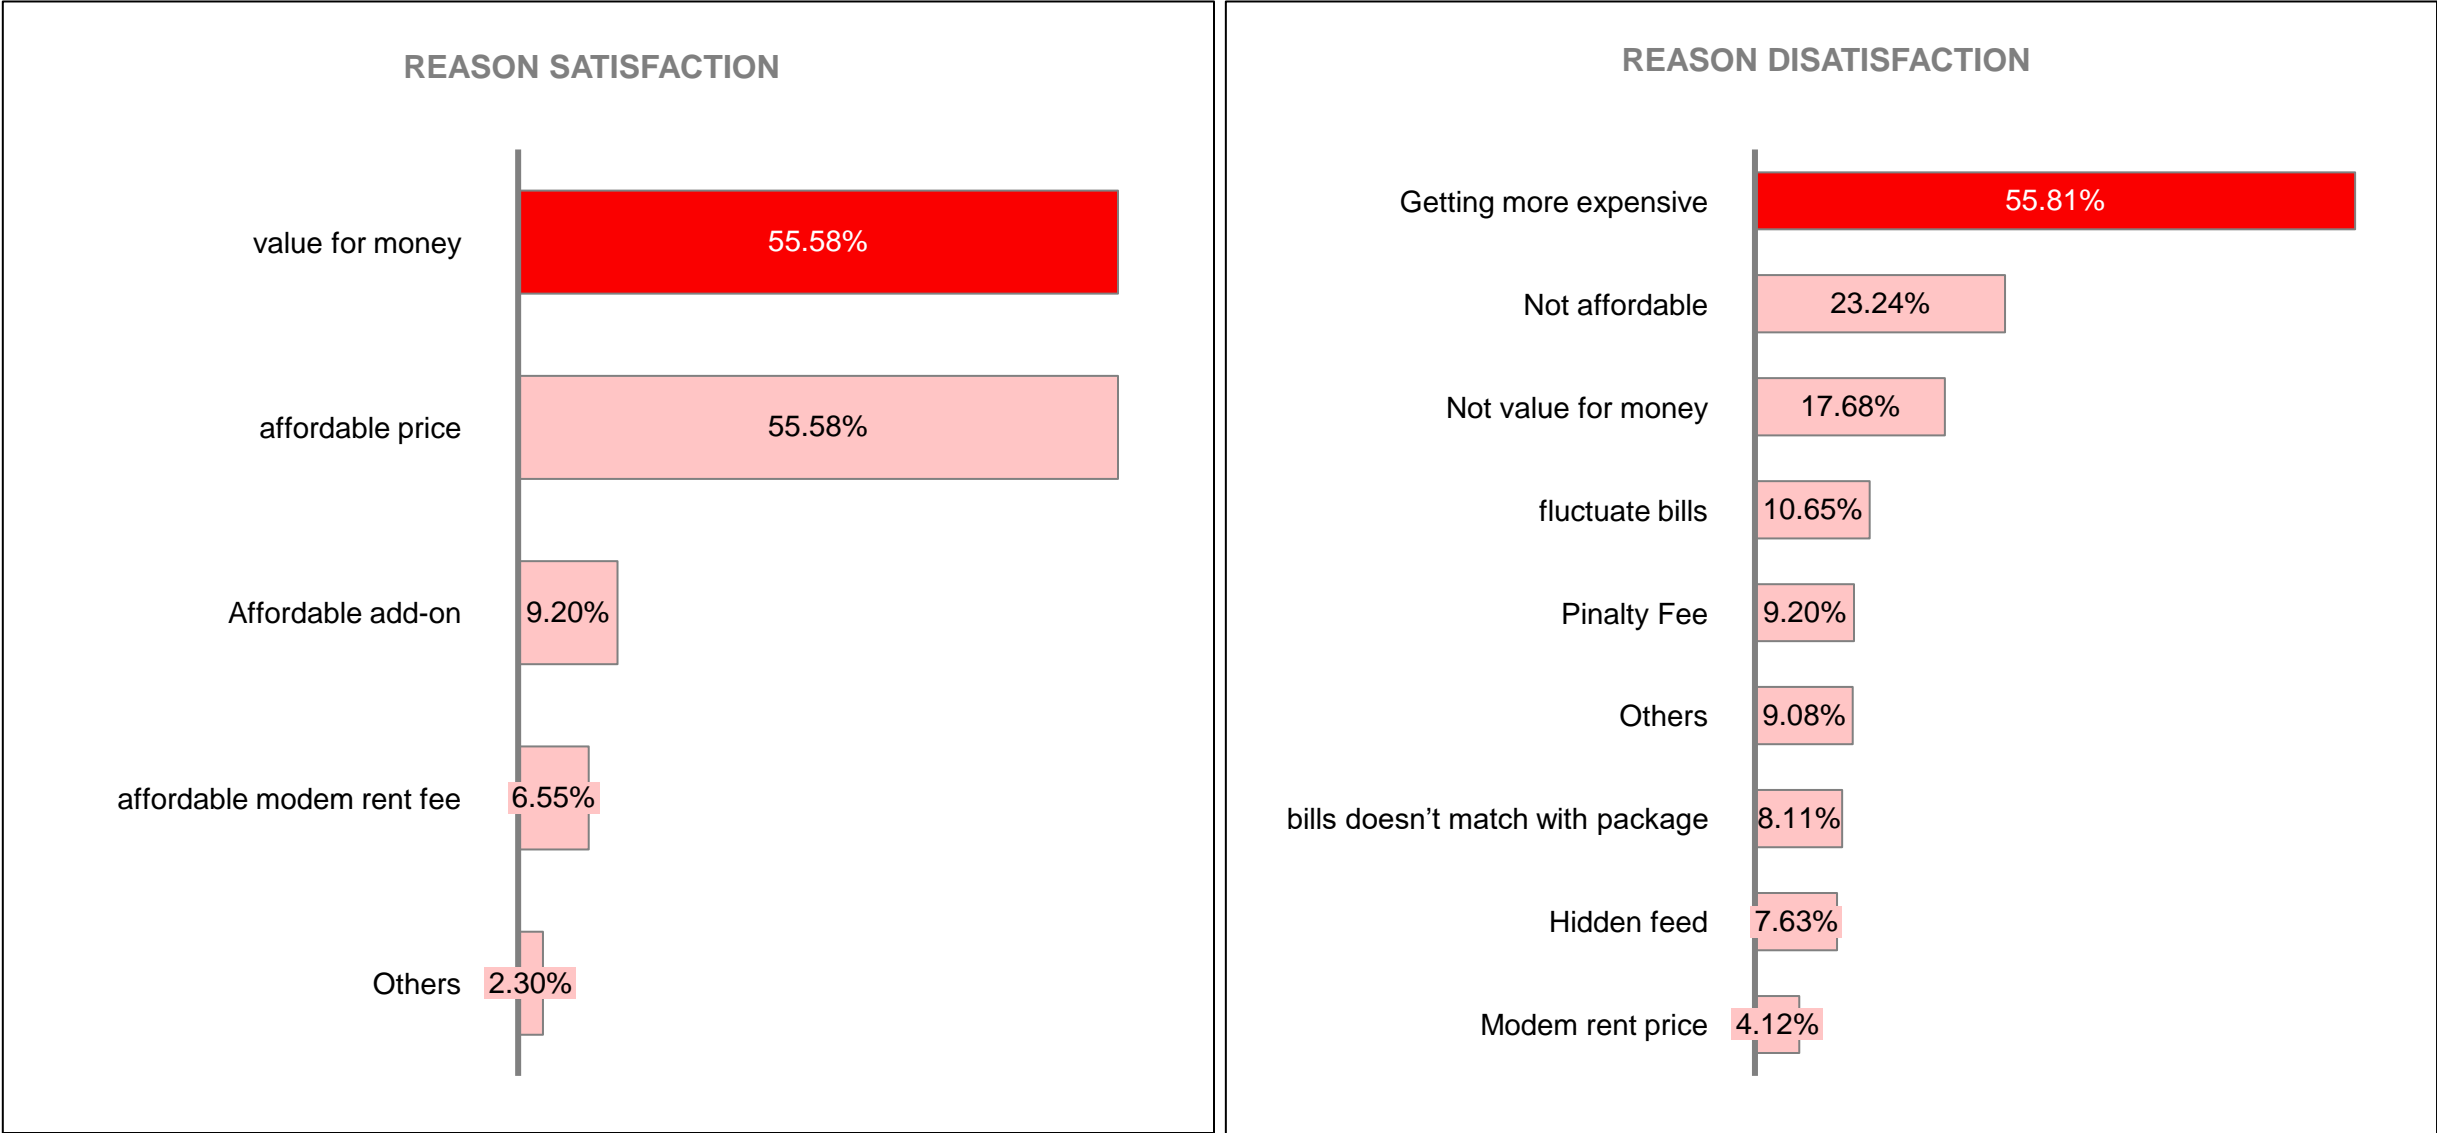 REASON SATISFACTION
value for money
55.58%
affordable price
55.58%
Affordable add-on
9.20%
affordable modem rent fee
6.55%
Others
2.30%
REASON DISATISFACTION
Getting more expensive
55.81%
Not affordable
23.24%
Not value for money
17.68%
fluctuate bills
10.65%
Pinalty Fee
9.20%
Others
9.08%
bills doesn’t match with package
8.11%
Hidden feed
7.63%
Modem rent price
4.12%